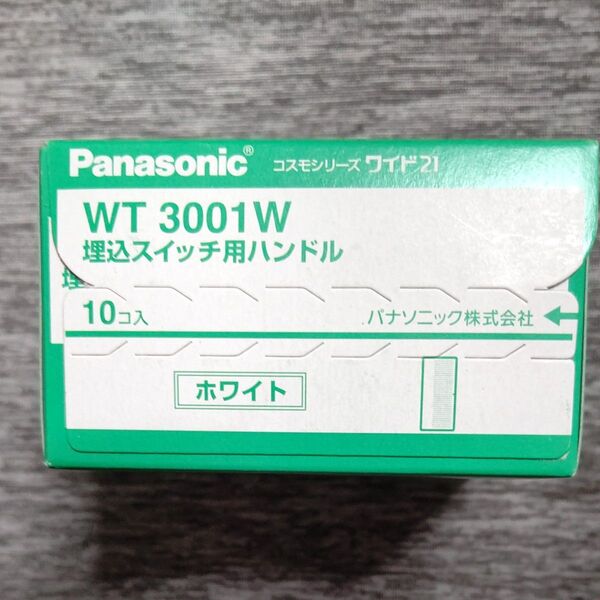 Panasonic® コスモシリーズ ワイド21
WT 3001W
埋込スイッチ用ハンドル
埋
10コ入 パナソニック株式会社
ホワイト